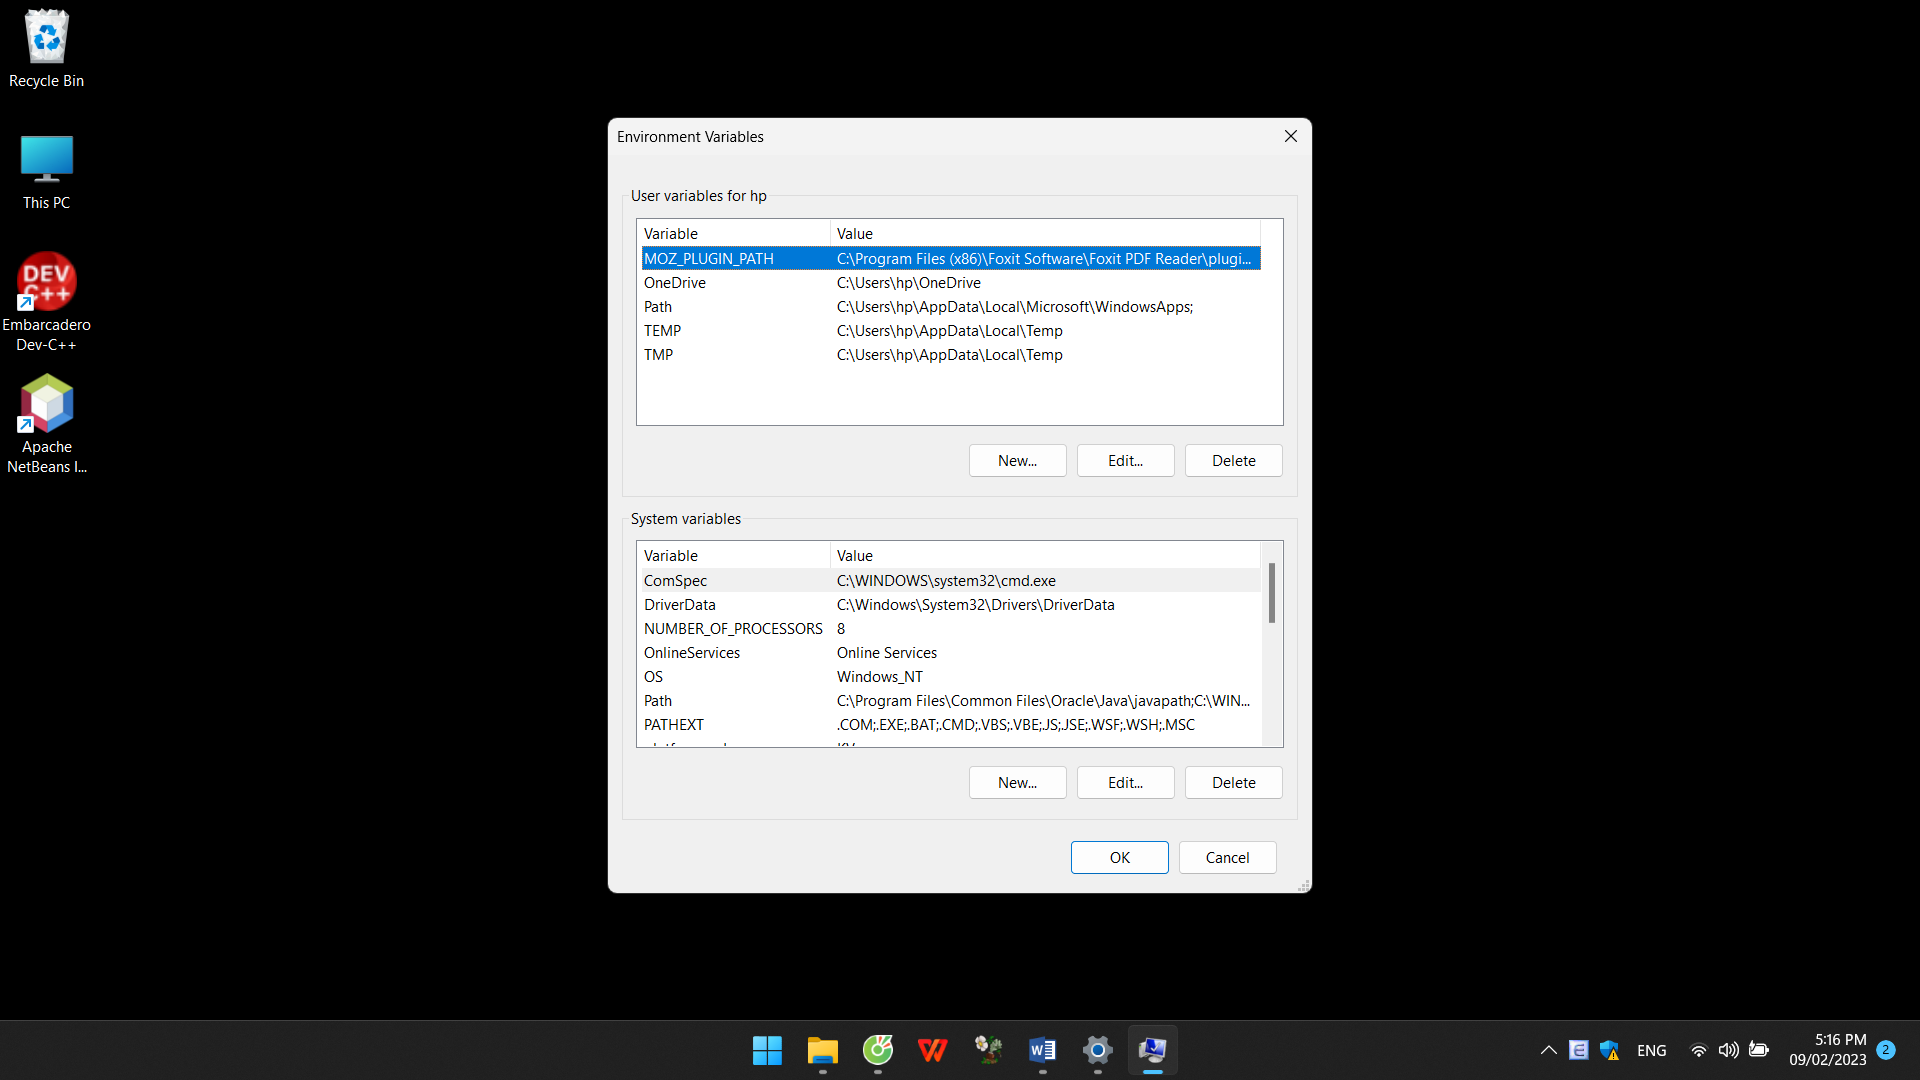 Recycle Bin
This PC
DEV
C++
Embarcadero
Dev-C++
Apache
NetBeans I...
Environment Variables
User variables for hp
Variable Value
MOZ_PLUGIN_PATH C:\Program Files (x86)\Foxit Software\Foxit PDF Reader\plugi...
OneDrive C:\Users\hp\OneDrive
Path C:\Users\hp\AppData\Local\Microsoft\WindowsApps;
TEMP C:\Users\hp\AppData\Local\Temp
TMP C:\Users\hp\AppData\Local\Temp
New... Edit... Delete
System variables
Variable Value
ComSpec C:\WINDOWS\system32\cmd.exe
DriverData C:\Windows\System32\Drivers\DriverData
NUMBER_OF_PROCESSORS 8
OnlineServices Online Services
OS Windows_NT
Path C:\Program Files\Common Files\Oracle\Java\javapath;C:\WIN...
PATHEXT .COM;.EXE;.BAT;.CMD;.VBS;.VBE;.JS;.JSE;.WSF;.WSH;.MSC
New... Edit... Delete
OK Cancel
ENG
5:16 PM
09/02/2023
2